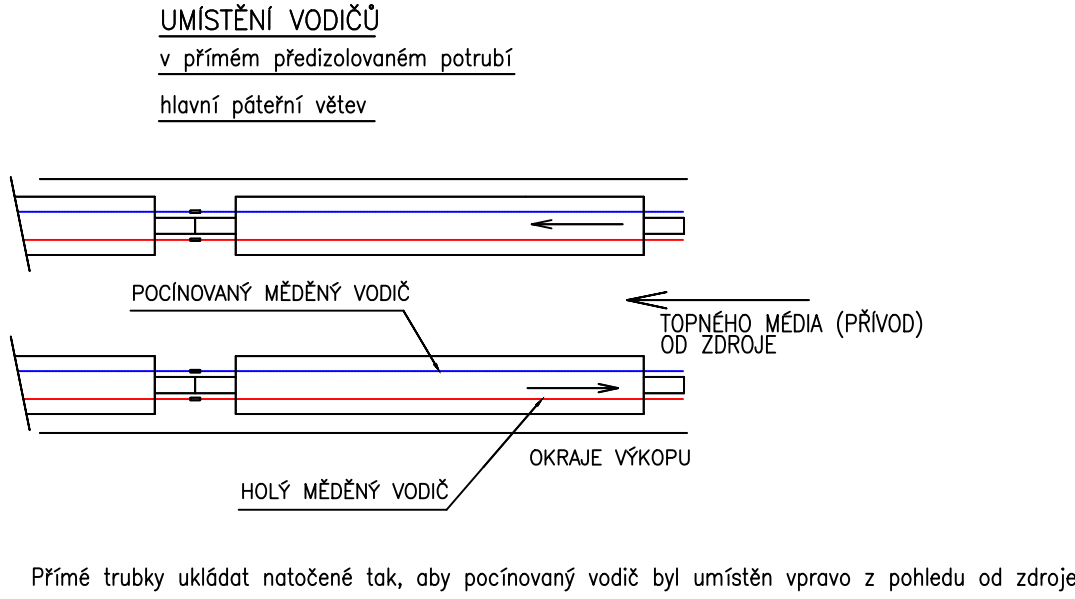 UMÍSTĚNÍ VODIČŮ
v přímém předizolovaném potrubí
hlavní páteřní větev
POCÍNOVANÝ MĚDĚNÝ VODIČ
TOPNÉHO MÉDIA (PŘÍVOD)
OD ZDROJE
OKRAJE VÝKOPU
HOLÝ MĚDĚNÝ VODIČ
Přímé trubky ukládat natočené tak, aby pocínovaný vodič byl umístěn vpravo z pohledu od zdroje